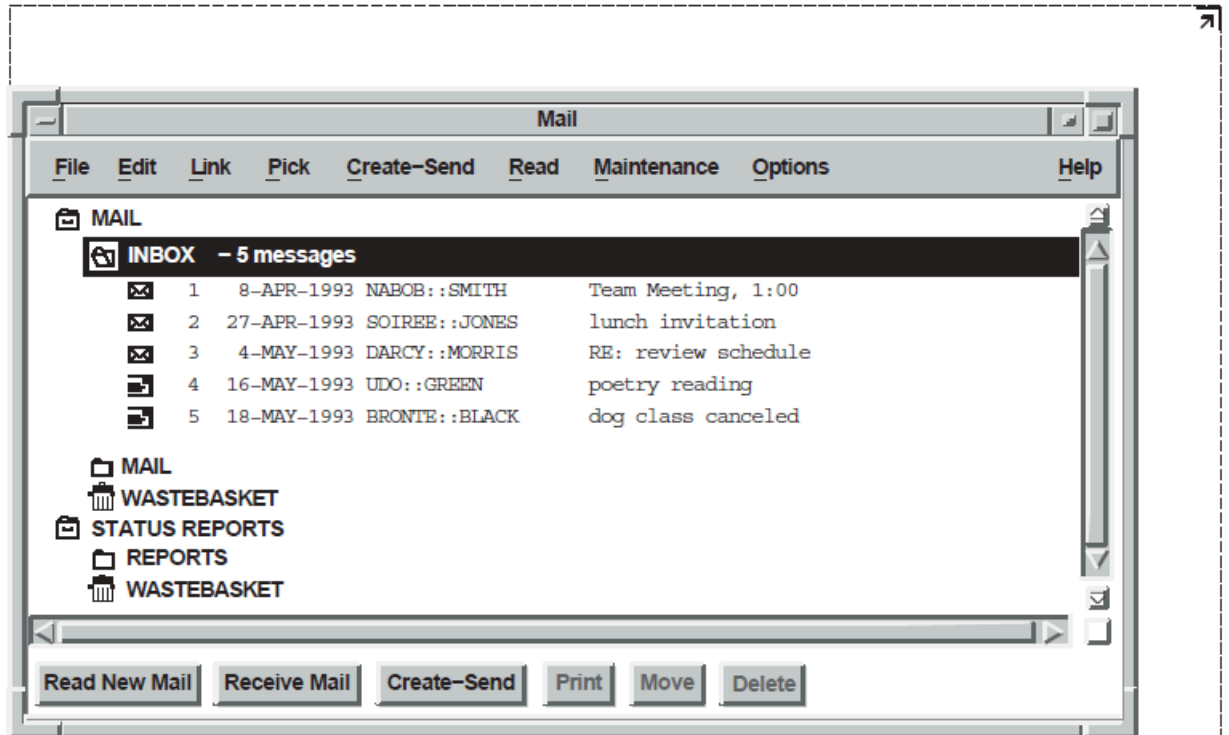 Mail
File Edit Link Pick Create−Send Read Maintenance Options Help
MAIL
INBOX − 5 messages
1 8−APR−1993 NABOB::SMITH Team Meeting, 1:00
2 27−APR−1993 SOIREE::JONES lunch invitation
3 4−MAY−1993 DARCY::MORRIS RE: review schedule
4 16−MAY−1993 UDO::GREEN poetry reading
5 18−MAY−1993 BRONTE::BLACK dog class canceled
MAIL
WASTEBASKET
STATUS REPORTS
REPORTS
WASTEBASKET
Read New Mail Receive Mail Create−Send Print Move Delete